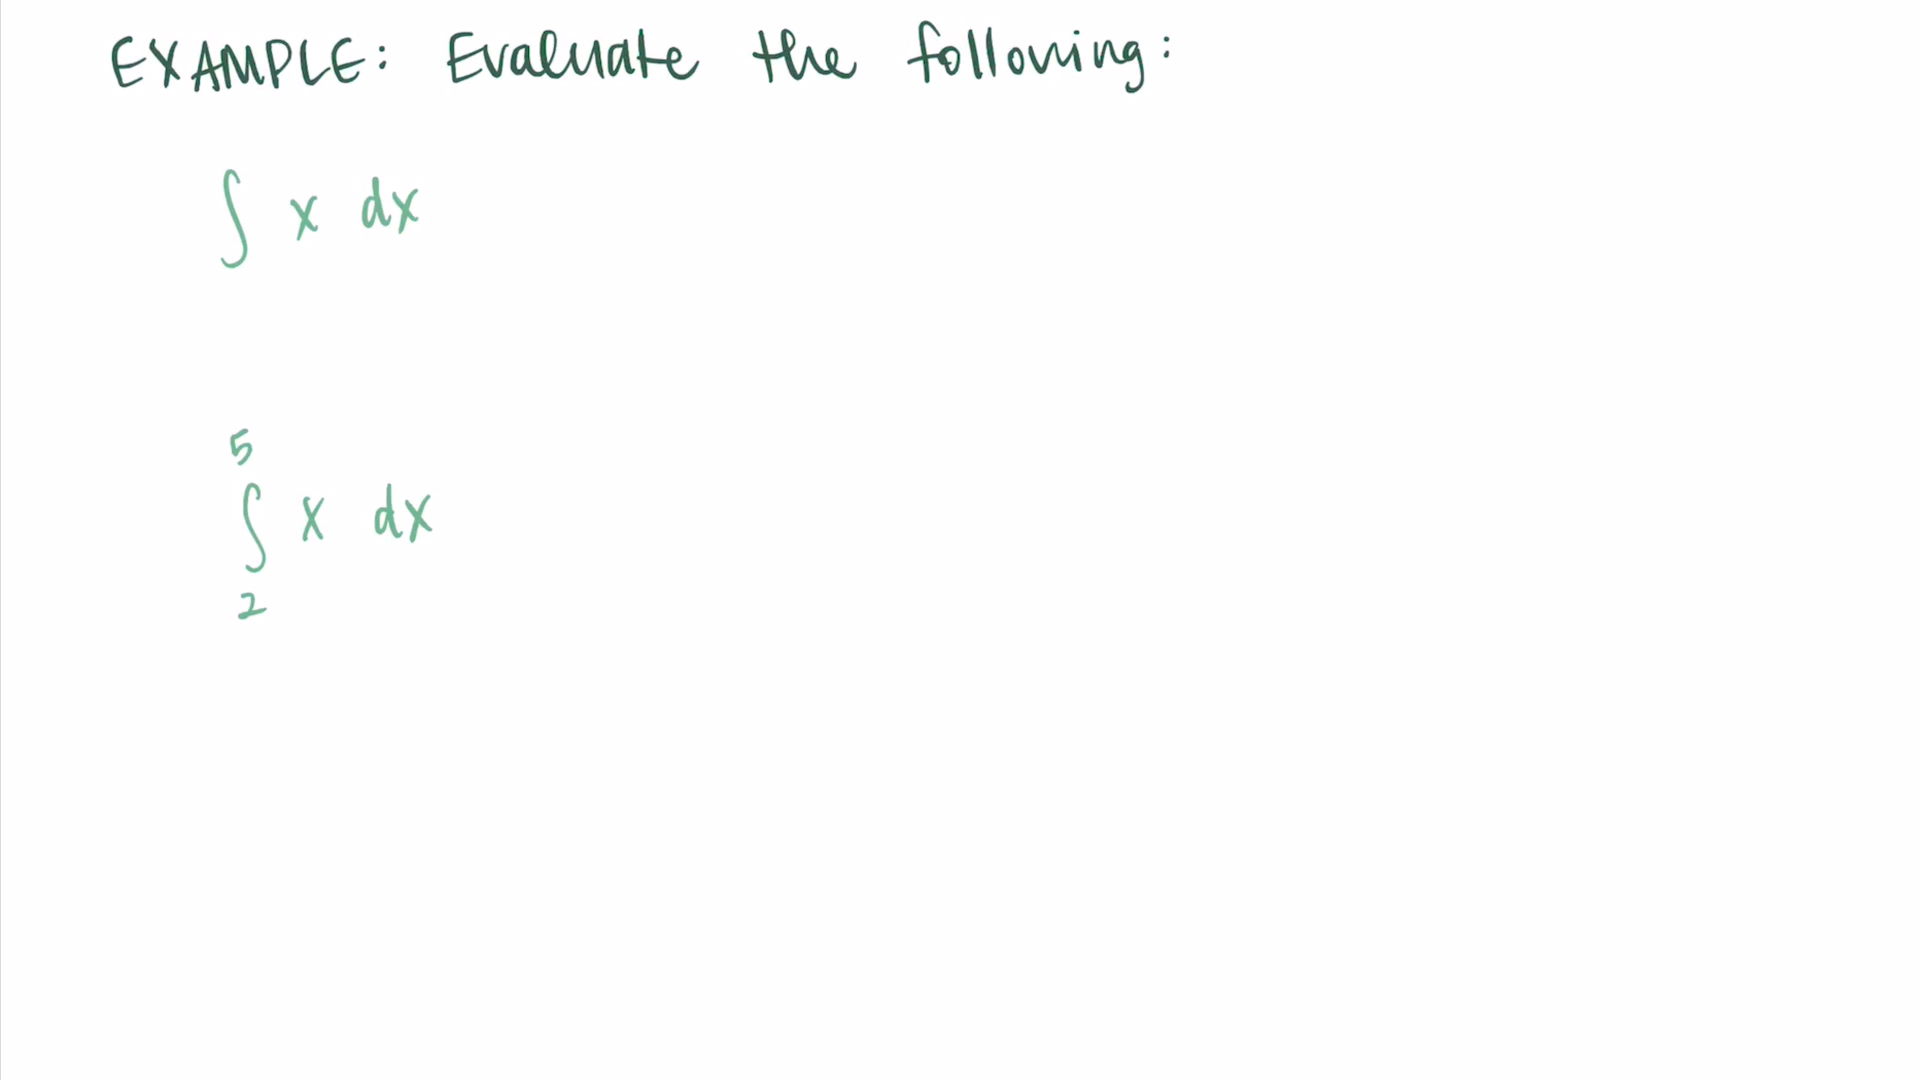 EXAMPLE: Evaluate the following:
∫ x dx
5
∫ x dx
2